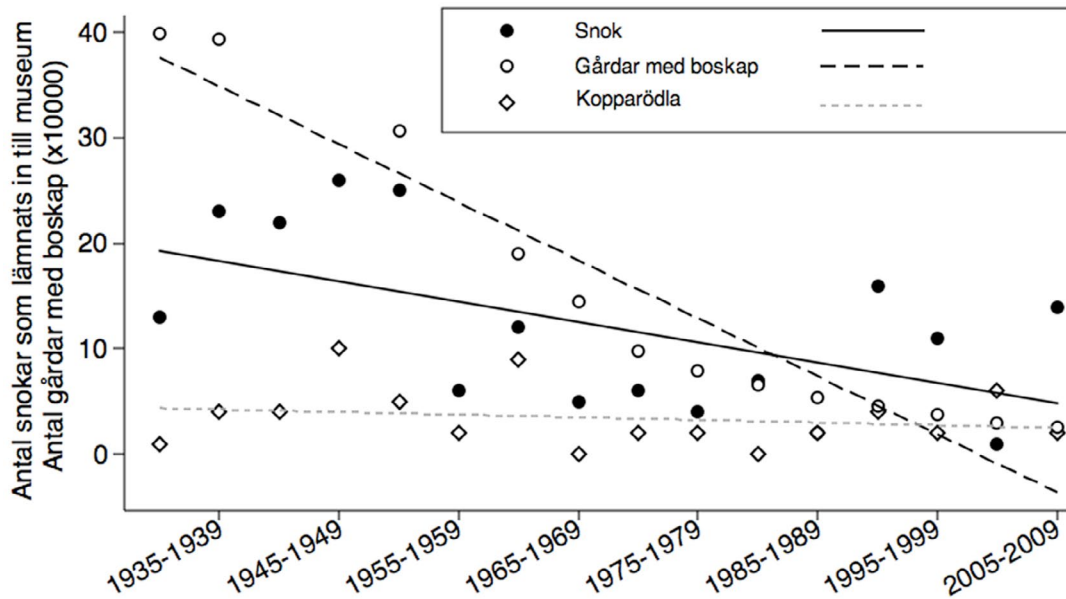 Antal snokar som lämnats in till museum
Antal gårdar med boskap (x10000)
40
30
20
10
0
Snok
Gårdar med boskap
Kopparödla
1935-1939
1945-1949
1955-1959
1965-1969
1975-1979
1985-1989
1995-1999
2005-2009